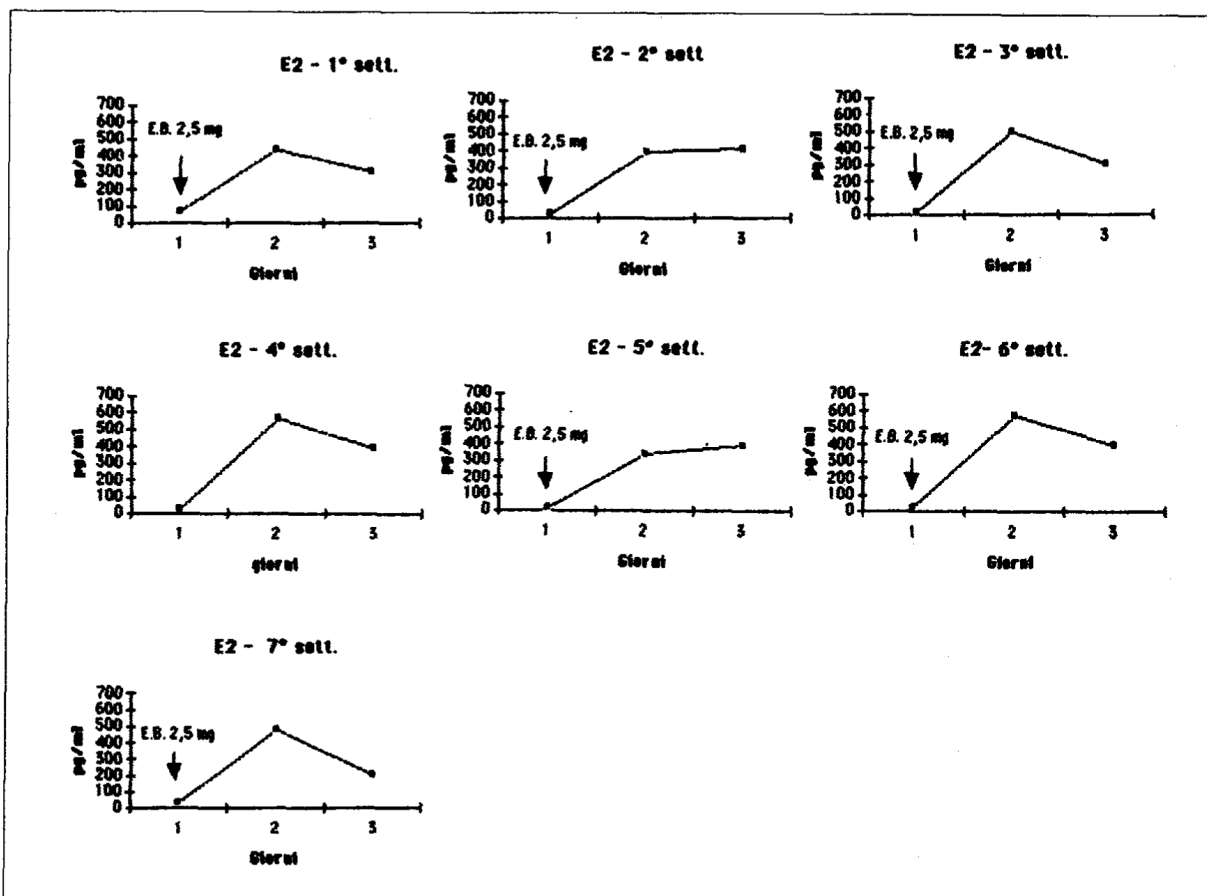 E2 - 1° sett.
700
600
500
400
300
200
100
0
pg/ml
E.B. 2,5 mg
1 2 3
Giorni
E2 - 2° sett
700
600
500
400
300
200
100
0
pg/ml
E.B. 2,5 mg
1 2 3
Giorni
E2 - 3° sett.
700
600
500
400
300
200
100
0
pg/ml
E.B. 2,5 mg
1 2 3
Giorni
E2 - 4° sett.
700
600
500
400
300
200
100
0
pg/ml
1 2 3
giorni
E2 - 5° sett.
700
600
500
400
300
200
100
0
pg/ml
E.B. 2,5 mg
1 2 3
Giorni
E2- 6° sett.
700
600
500
400
300
200
100
0
pg/ml
E.B. 2,5 mg
1 2 3
Giorni
E2 - 7° sett.
700
600
500
400
300
200
100
0
pg/ml
E.B. 2,5 mg
1 2 3
Giorni